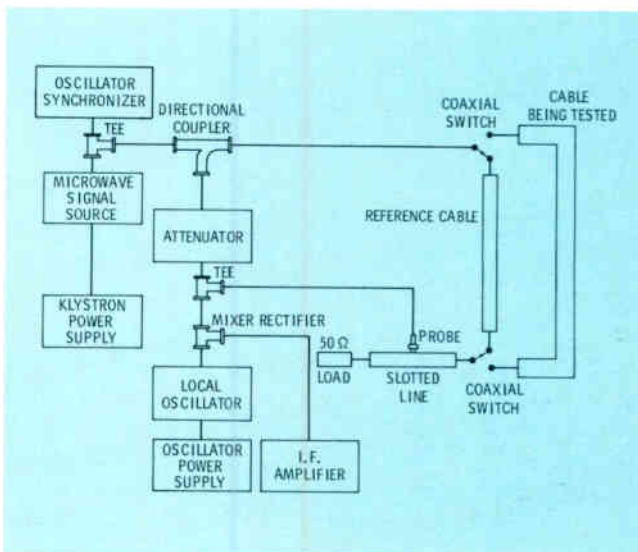 OSCILLATOR
SYNCHRONIZER
TEE
DIRECTIONAL
COUPLER
COAXIAL
SWITCH
CABLE
BEING TESTED
MICROWAVE
SIGNAL
SOURCE
ATTENUATOR
REFERENCE CABLE
TEE
KLYSTRON
POWER
SUPPLY
MIXER RECTIFIER
50 Ω
LOAD
PROBE
SLOTTED
LINE
COAXIAL
SWITCH
LOCAL
OSCILLATOR
OSCILLATOR
POWER
SUPPLY
I.F.
AMPLIFIER